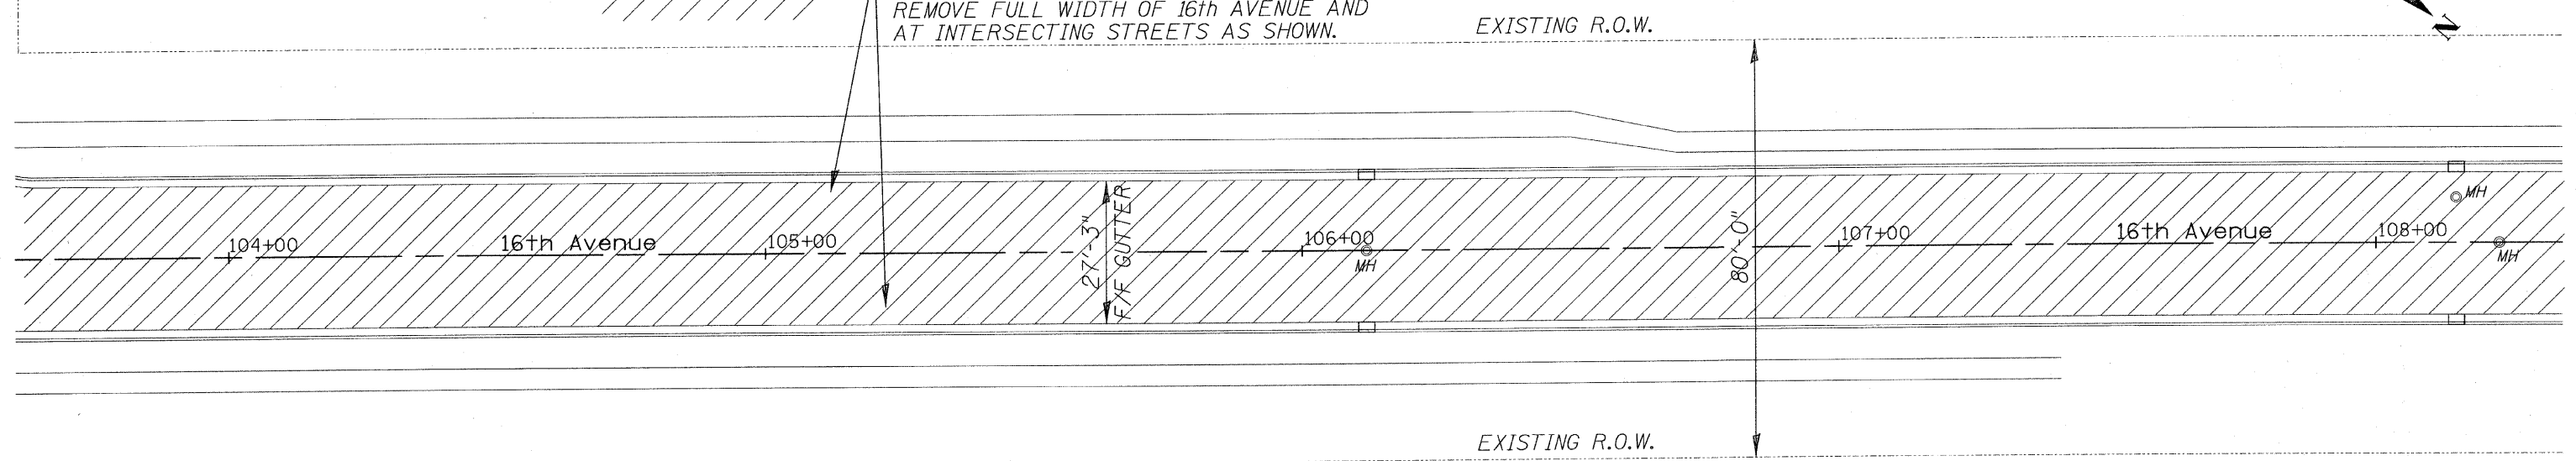 REMOVE FULL WIDTH OF 16th AVENUE AND
AT INTERSECTING STREETS AS SHOWN.
EXISTING R.O.W.
N
104+00
16th Avenue
105+00
27'-3"
F/F GUTTER
106+00
MH
80'-0"
107+00
16th Avenue
108+00
MH
MH
EXISTING R.O.W.